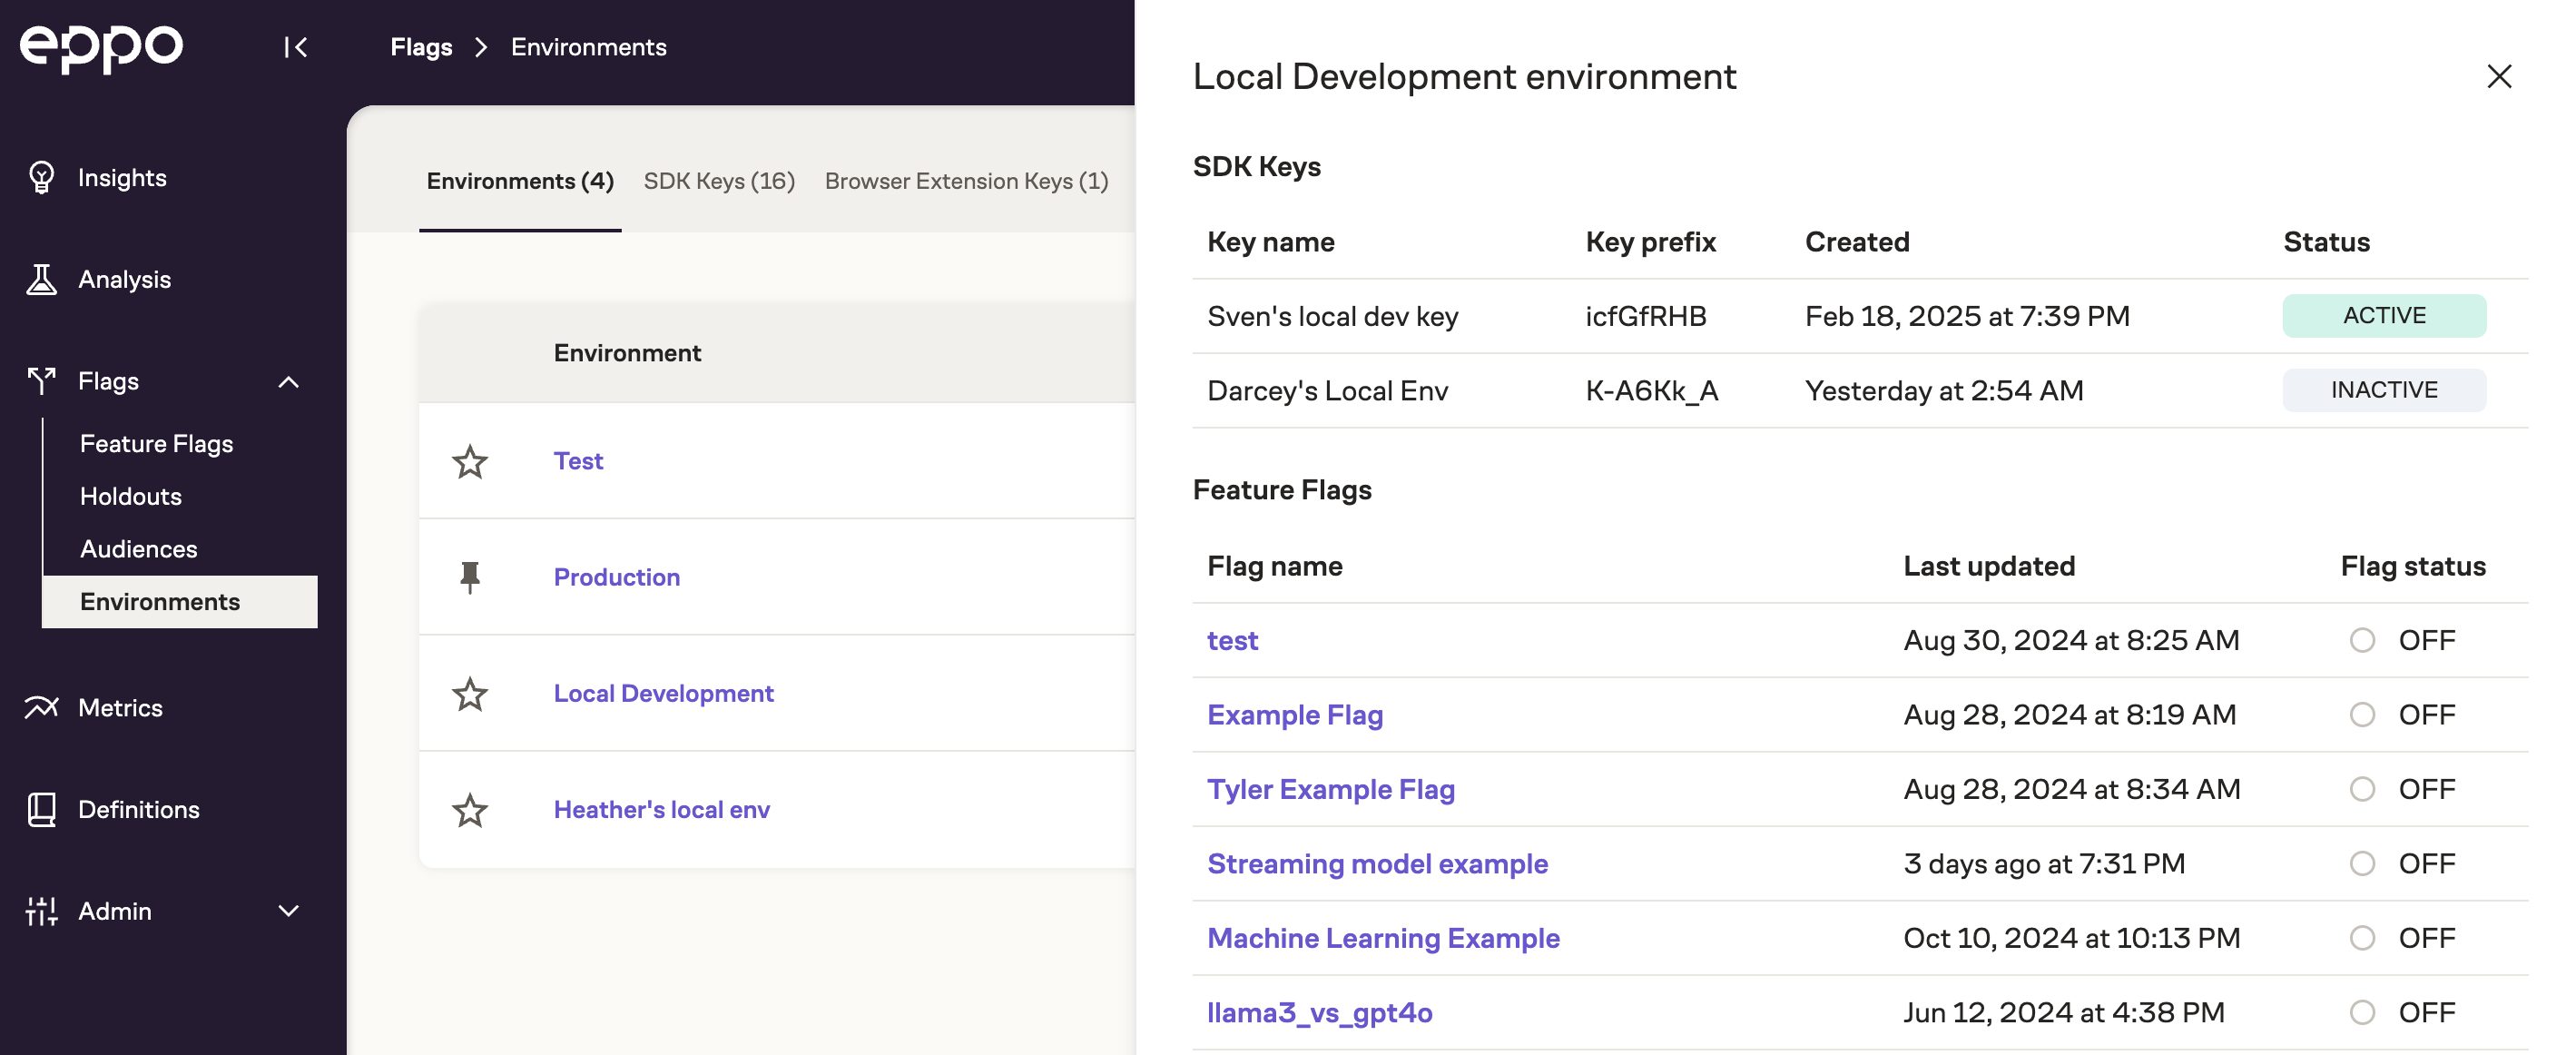 eppo
Insights
Analysis
Flags
Feature Flags
Holdouts
Audiences
Environments
Metrics
Definitions
Admin
Flags > Environments
Environments (4) SDK Keys (16) Browser Extension Keys (1)
Environment
Test
Production
Local Development
Heather's local env
Local Development environment
SDK Keys
Key name Key prefix Created Status
Sven's local dev key icfGfRHB Feb 18, 2025 at 7:39 PM ACTIVE
Darcey's Local Env K-A6Kk_A Yesterday at 2:54 AM INACTIVE
Feature Flags
Flag name Last updated Flag status
test Aug 30, 2024 at 8:25 AM OFF
Example Flag Aug 28, 2024 at 8:19 AM OFF
Tyler Example Flag Aug 28, 2024 at 8:34 AM OFF
Streaming model example 3 days ago at 7:31 PM OFF
Machine Learning Example Oct 10, 2024 at 10:13 PM OFF
llama3_vs_gpt4o Jun 12, 2024 at 4:38 PM OFF